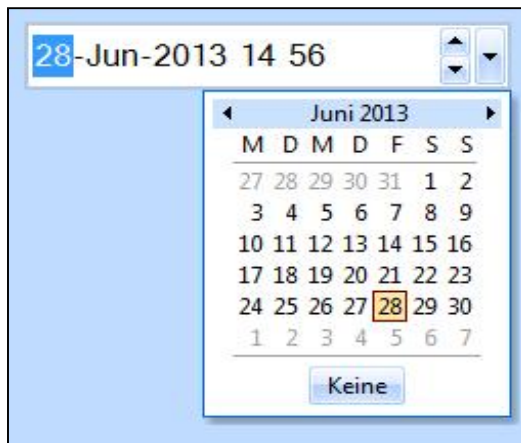 28-Jun-2013 14 56
Juni 2013
M D M D F S S
27 28 29 30 31 1 2
3 4 5 6 7 8 9
10 11 12 13 14 15 16
17 18 19 20 21 22 23
24 25 26 27 28 29 30
1 2 3 4 5 6 7
Keine